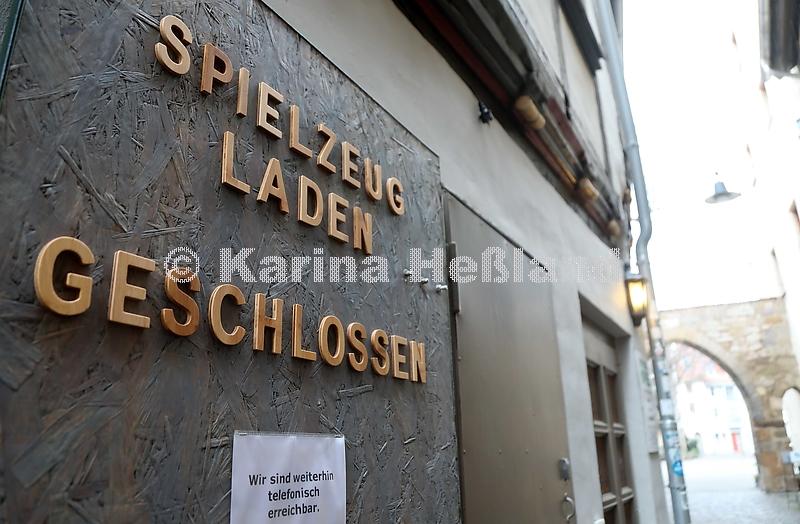 SPIELZEUG
LADEN
GESCHLOSSEN
© Karina Heßland
Wir sind weiterhin
telefonisch
erreichbar.